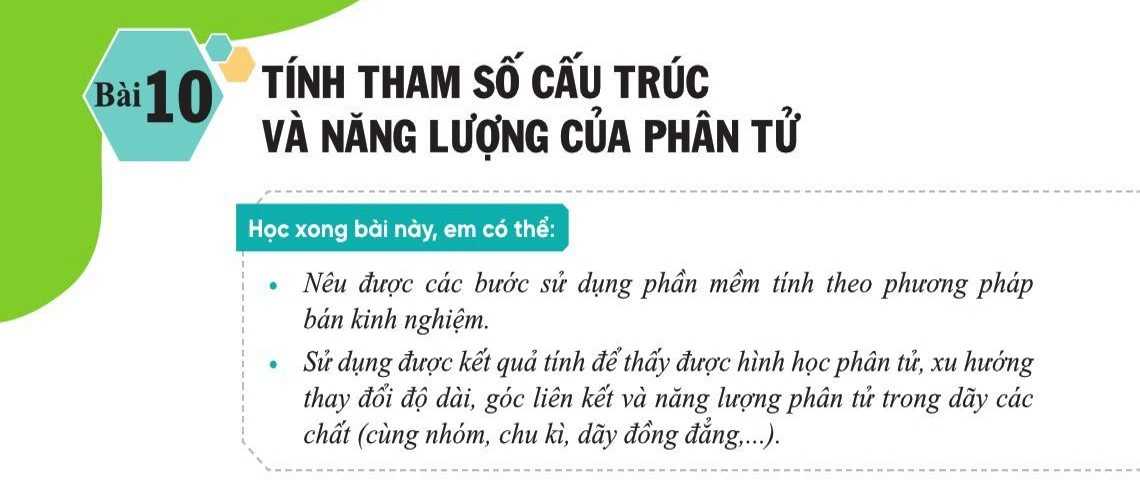 Bài 10
TÍNH THAM SỐ CẤU TRÚC
VÀ NĂNG LƯỢNG CỦA PHÂN TỬ
Học xong bài này, em có thể:
• Nêu được các bước sử dụng phần mềm tính theo phương pháp
bán kinh nghiệm.
• Sử dụng được kết quả tính để thấy được hình học phân tử, xu hướng
thay đổi độ dài, góc liên kết và năng lượng phân tử trong dãy các
chất (cùng nhóm, chu kì, dãy đồng đẳng,...).